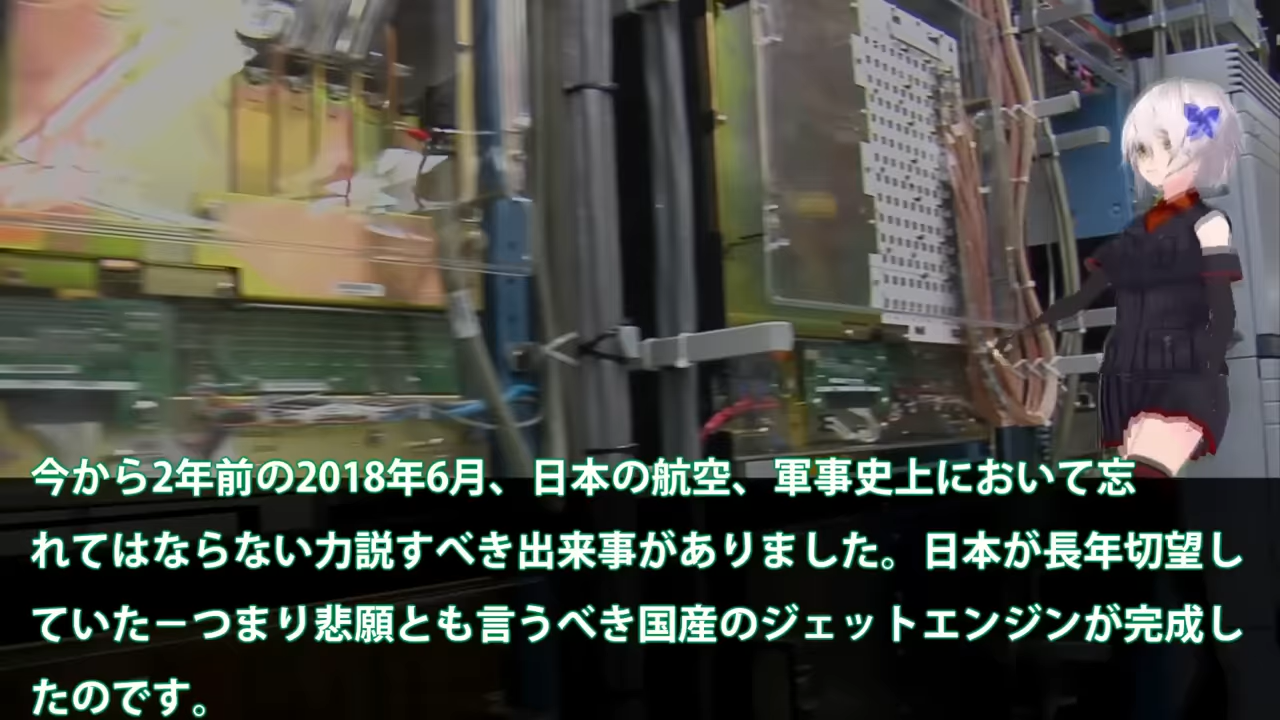 今から2年前の2018年6月、日本の航空、軍事史上において忘
れてはならない力説すべき出来事がありました。日本が長年切望し
ていた－つまり悲願とも言うべき国産のジェットエンジンが完成し
たのです。